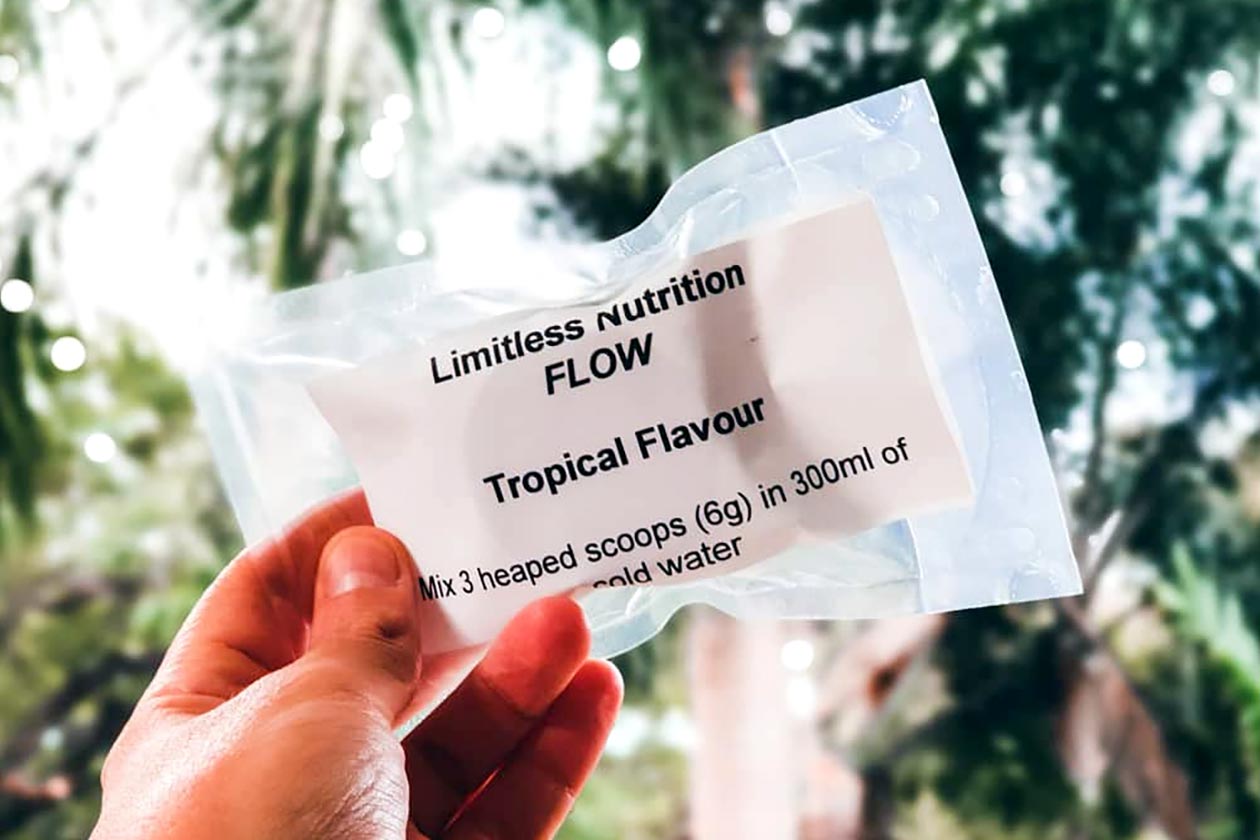 Limitless Nutrition
FLOW
Tropical Flavour
Mix 3 heaped scoops (6g) in 300ml of
cold water